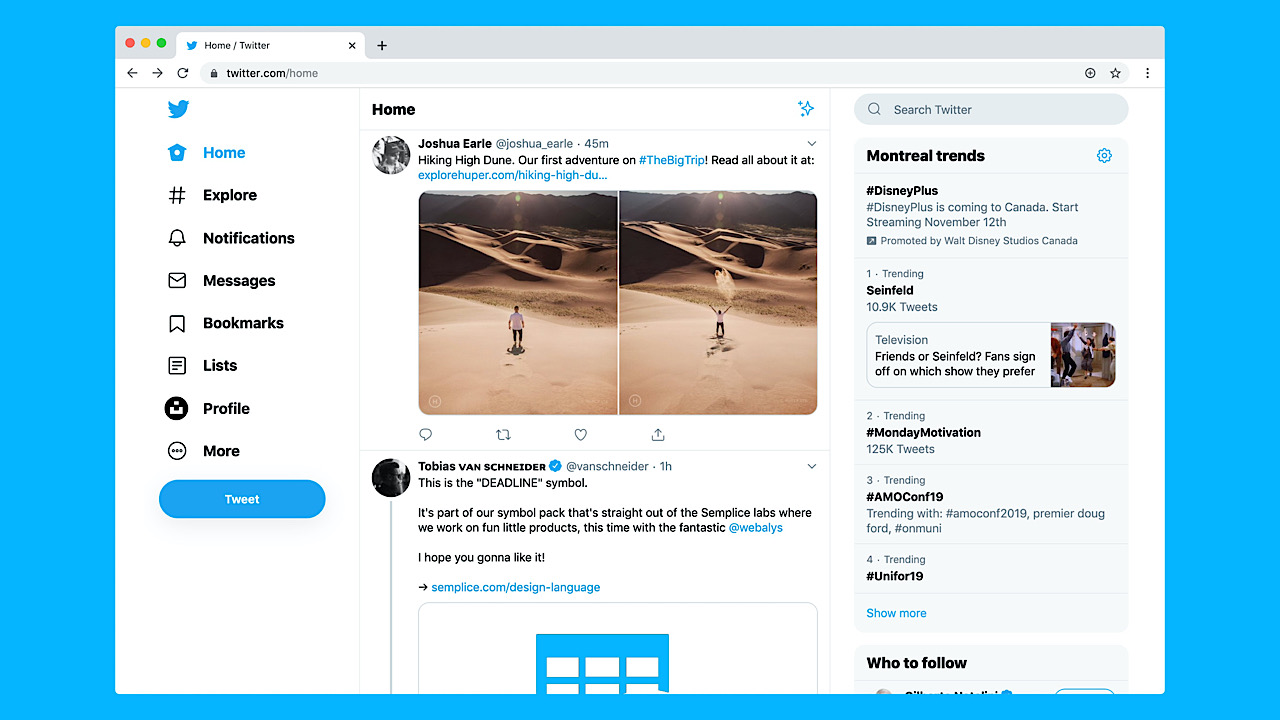 Home / Twitter
twitter.com/home
Home
Explore
Notifications
Messages
Bookmarks
Lists
Profile
More
Tweet
Home
Joshua Earle @joshua_earle · 45m
Hiking High Dune. Our first adventure on #TheBigTrip! Read all about it at:
explorehuper.com/hiking-high-du...
Tobias VAN SCHNEIDER @vanschneider · 1h
This is the "DEADLINE" symbol.
It's part of our symbol pack that's straight out of the Semplice labs where
we work on fun little products, this time with the fantastic @webalys
I hope you gonna like it!
→ semplice.com/design-language
Search Twitter
Montreal trends
#DisneyPlus
#DisneyPlus is coming to Canada. Start
Streaming November 12th
Promoted by Walt Disney Studios Canada
1 · Trending
Seinfeld
10.9K Tweets
Television
Friends or Seinfeld? Fans sign
off on which show they prefer
2 · Trending
#MondayMotivation
125K Tweets
3 · Trending
#AMOConf19
Trending with: #amoconf2019, premier doug
ford, #onmuni
4 · Trending
#Unifor19
Show more
Who to follow